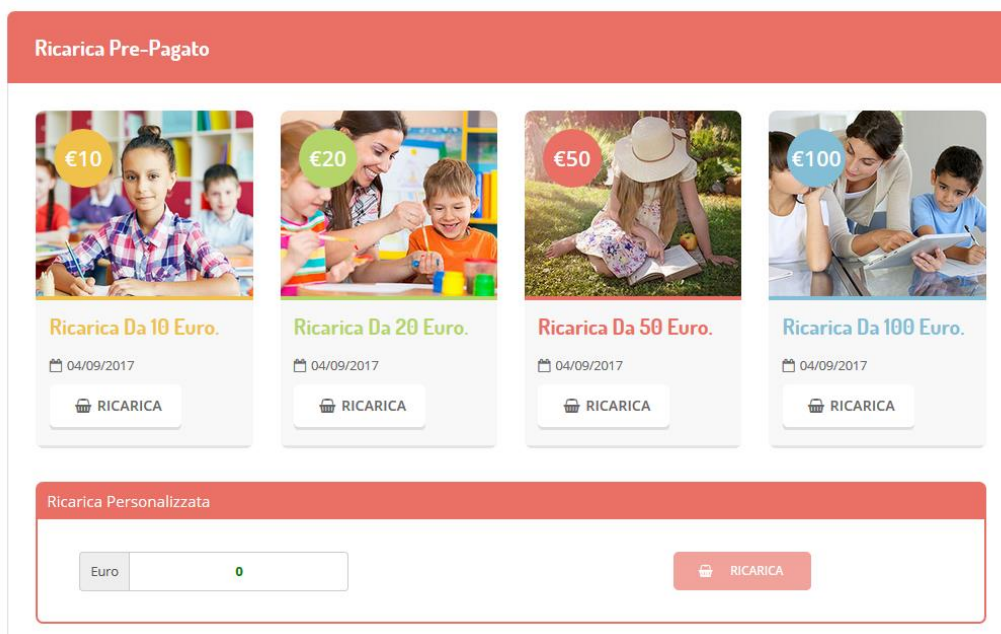 Ricarica Pre-Pagato
€10
€20
€50
€100
Ricarica Da 10 Euro.
Ricarica Da 20 Euro.
Ricarica Da 50 Euro.
Ricarica Da 100 Euro.
04/09/2017
04/09/2017
04/09/2017
04/09/2017
RICARICA
RICARICA
RICARICA
RICARICA
Ricarica Personalizzata
Euro 0
RICARICA